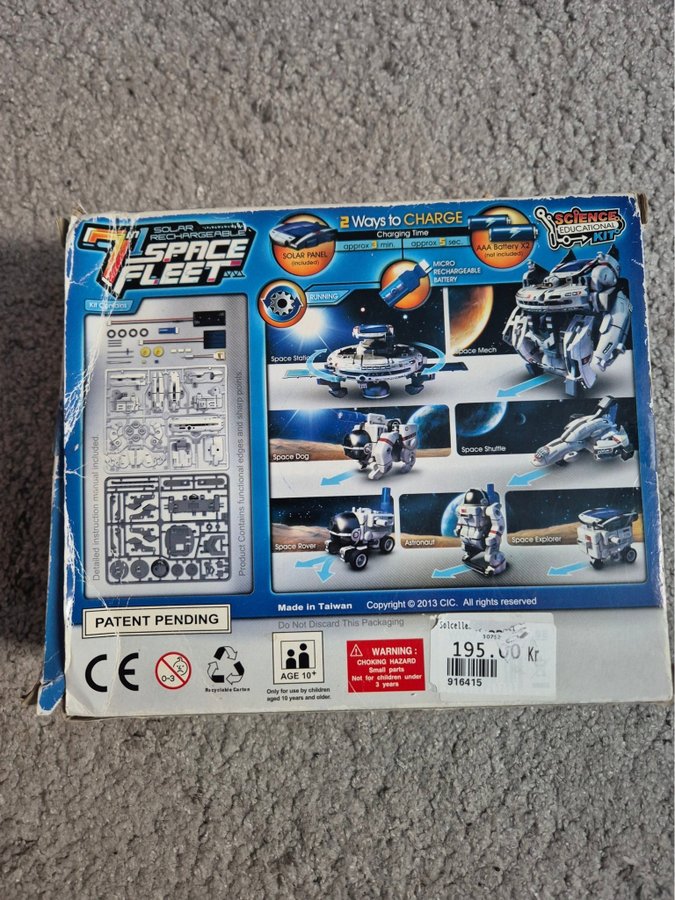 7 in 1
SOLAR
RECHARGEABLE
SPACE
FLEET
2 Ways to CHARGE
Charging Time
approx 3 min.
approx 5 sec.
SOLAR PANEL
(included)
AAA Battery X2
(not included)
MICRO
RECHARGEABLE
BATTERY
SCIENCE
EDUCATIONAL
KIT
RUNNING
Kit Contains
Detailed instruction manual included.
Product Contains functional edges and sharp points.
Space Station
Space Mech
Space Dog
Space Shuttle
Space Rover
Astronaut
Space Explorer
Made in Taiwan
Copyright © 2013 CIC. All rights reserved
Do Not Discard This Packaging
PATENT PENDING
CE
0-3
Recyclable Carton
AGE 10+
Only for use by children
aged 10 years and older.
WARNING :
CHOKING HAZARD
Small parts
Not for children under
3 years
Solcelle
10752
195.00 Kr
916415